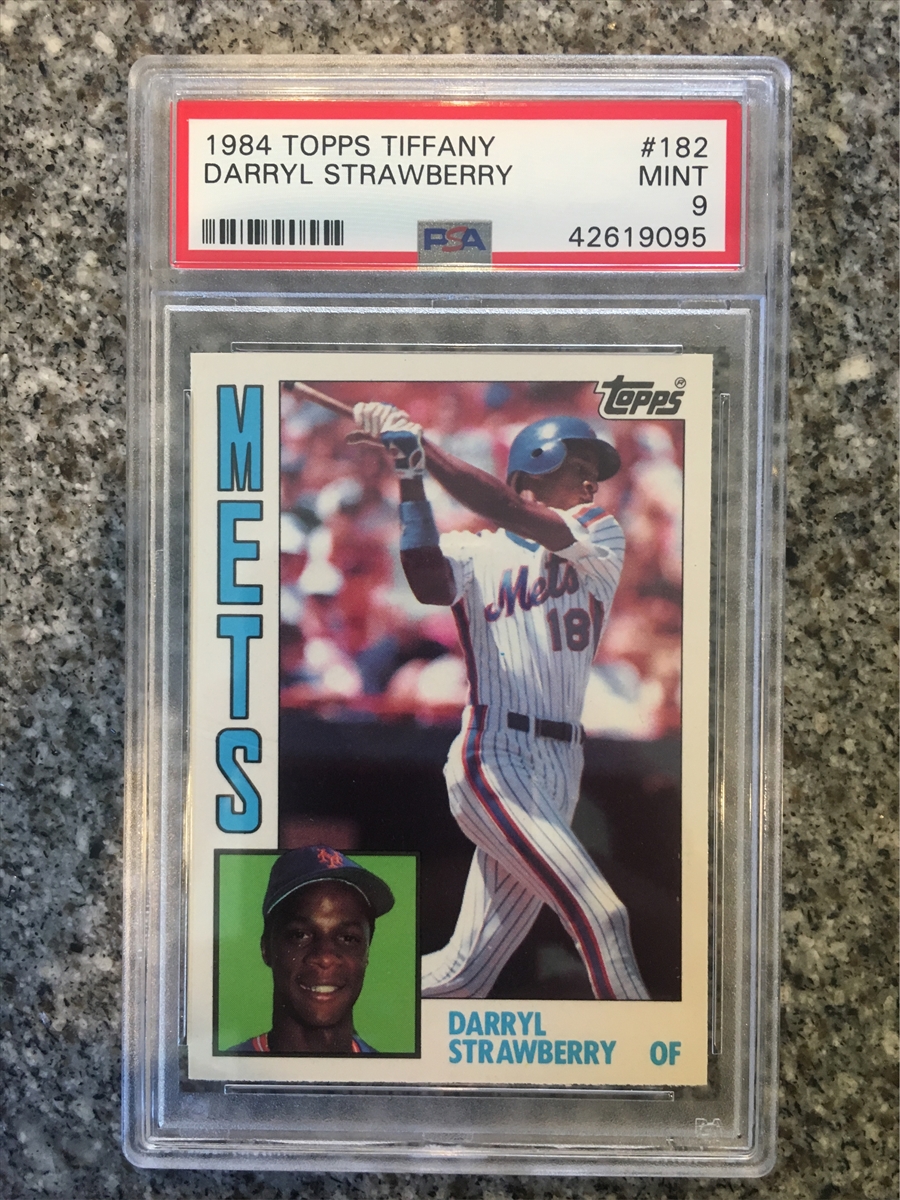 1984 TOPPS TIFFANY #182
DARRYL STRAWBERRY MINT
9
PSA 42619095
METS
Topps ®
Mets
18
DARRYL
STRAWBERRY OF